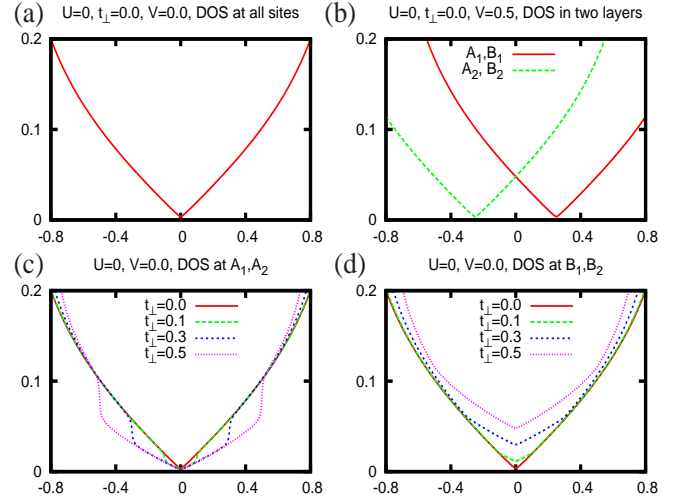 (a) U=0, t⊥=0.0, V=0.0, DOS at all sites
0.2
0.1
0
-0.8 -0.4 0 0.4 0.8
(b) U=0, t⊥=0.0, V=0.5, DOS in two layers
A1,B1
A2, B2
0.2
0.1
0
-0.8 -0.4 0 0.4 0.8
(c) U=0, V=0.0, DOS at A1,A2
t⊥=0.0
t⊥=0.1
t⊥=0.3
t⊥=0.5
0.2
0.1
0
-0.8 -0.4 0 0.4 0.8
(d) U=0, V=0.0, DOS at B1,B2
t⊥=0.0
t⊥=0.1
t⊥=0.3
t⊥=0.5
0.2
0.1
0
-0.8 -0.4 0 0.4 0.8